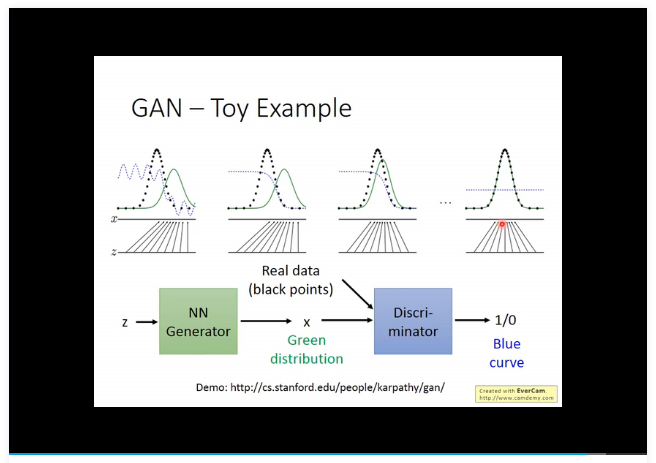 GAN – Toy Example
x
z
...
Real data
(black points)
z
NN
Generator
x
Green
distribution
Discri-
minator
1/0
Blue
curve
Demo: http://cs.stanford.edu/people/karpathy/gan/
Created with EverCam.
http://www.camdemy.com